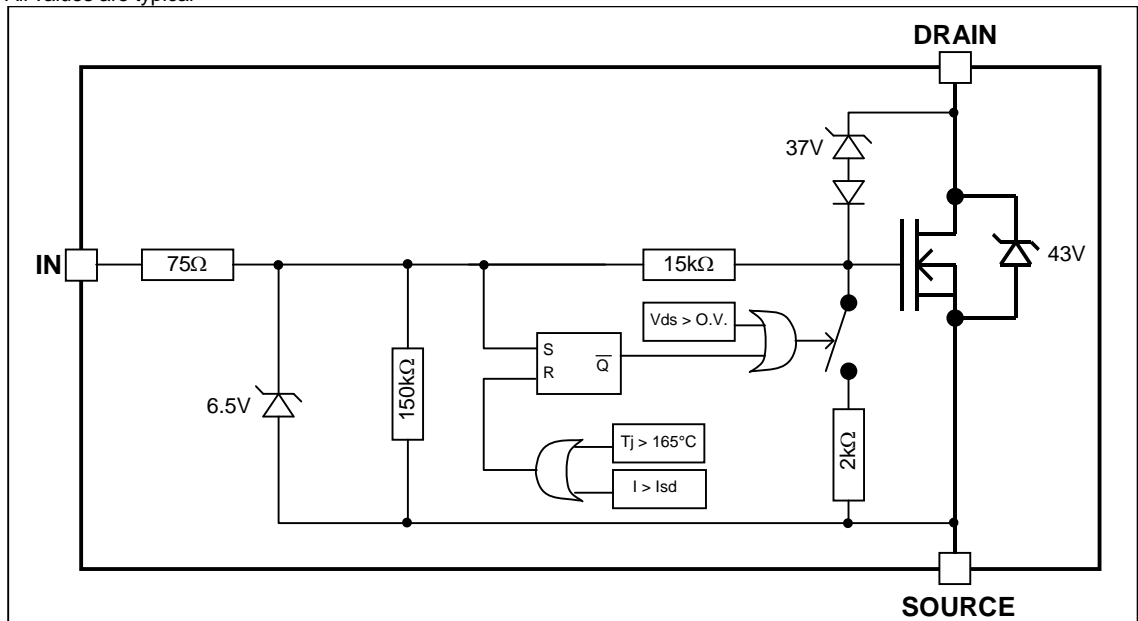 All values are typical
DRAIN
37V
IN
75Ω
15kΩ
43V
Vds > O.V.
S
R
Q̅
150kΩ
6.5V
Tj > 165°C
I > Isd
2kΩ
SOURCE